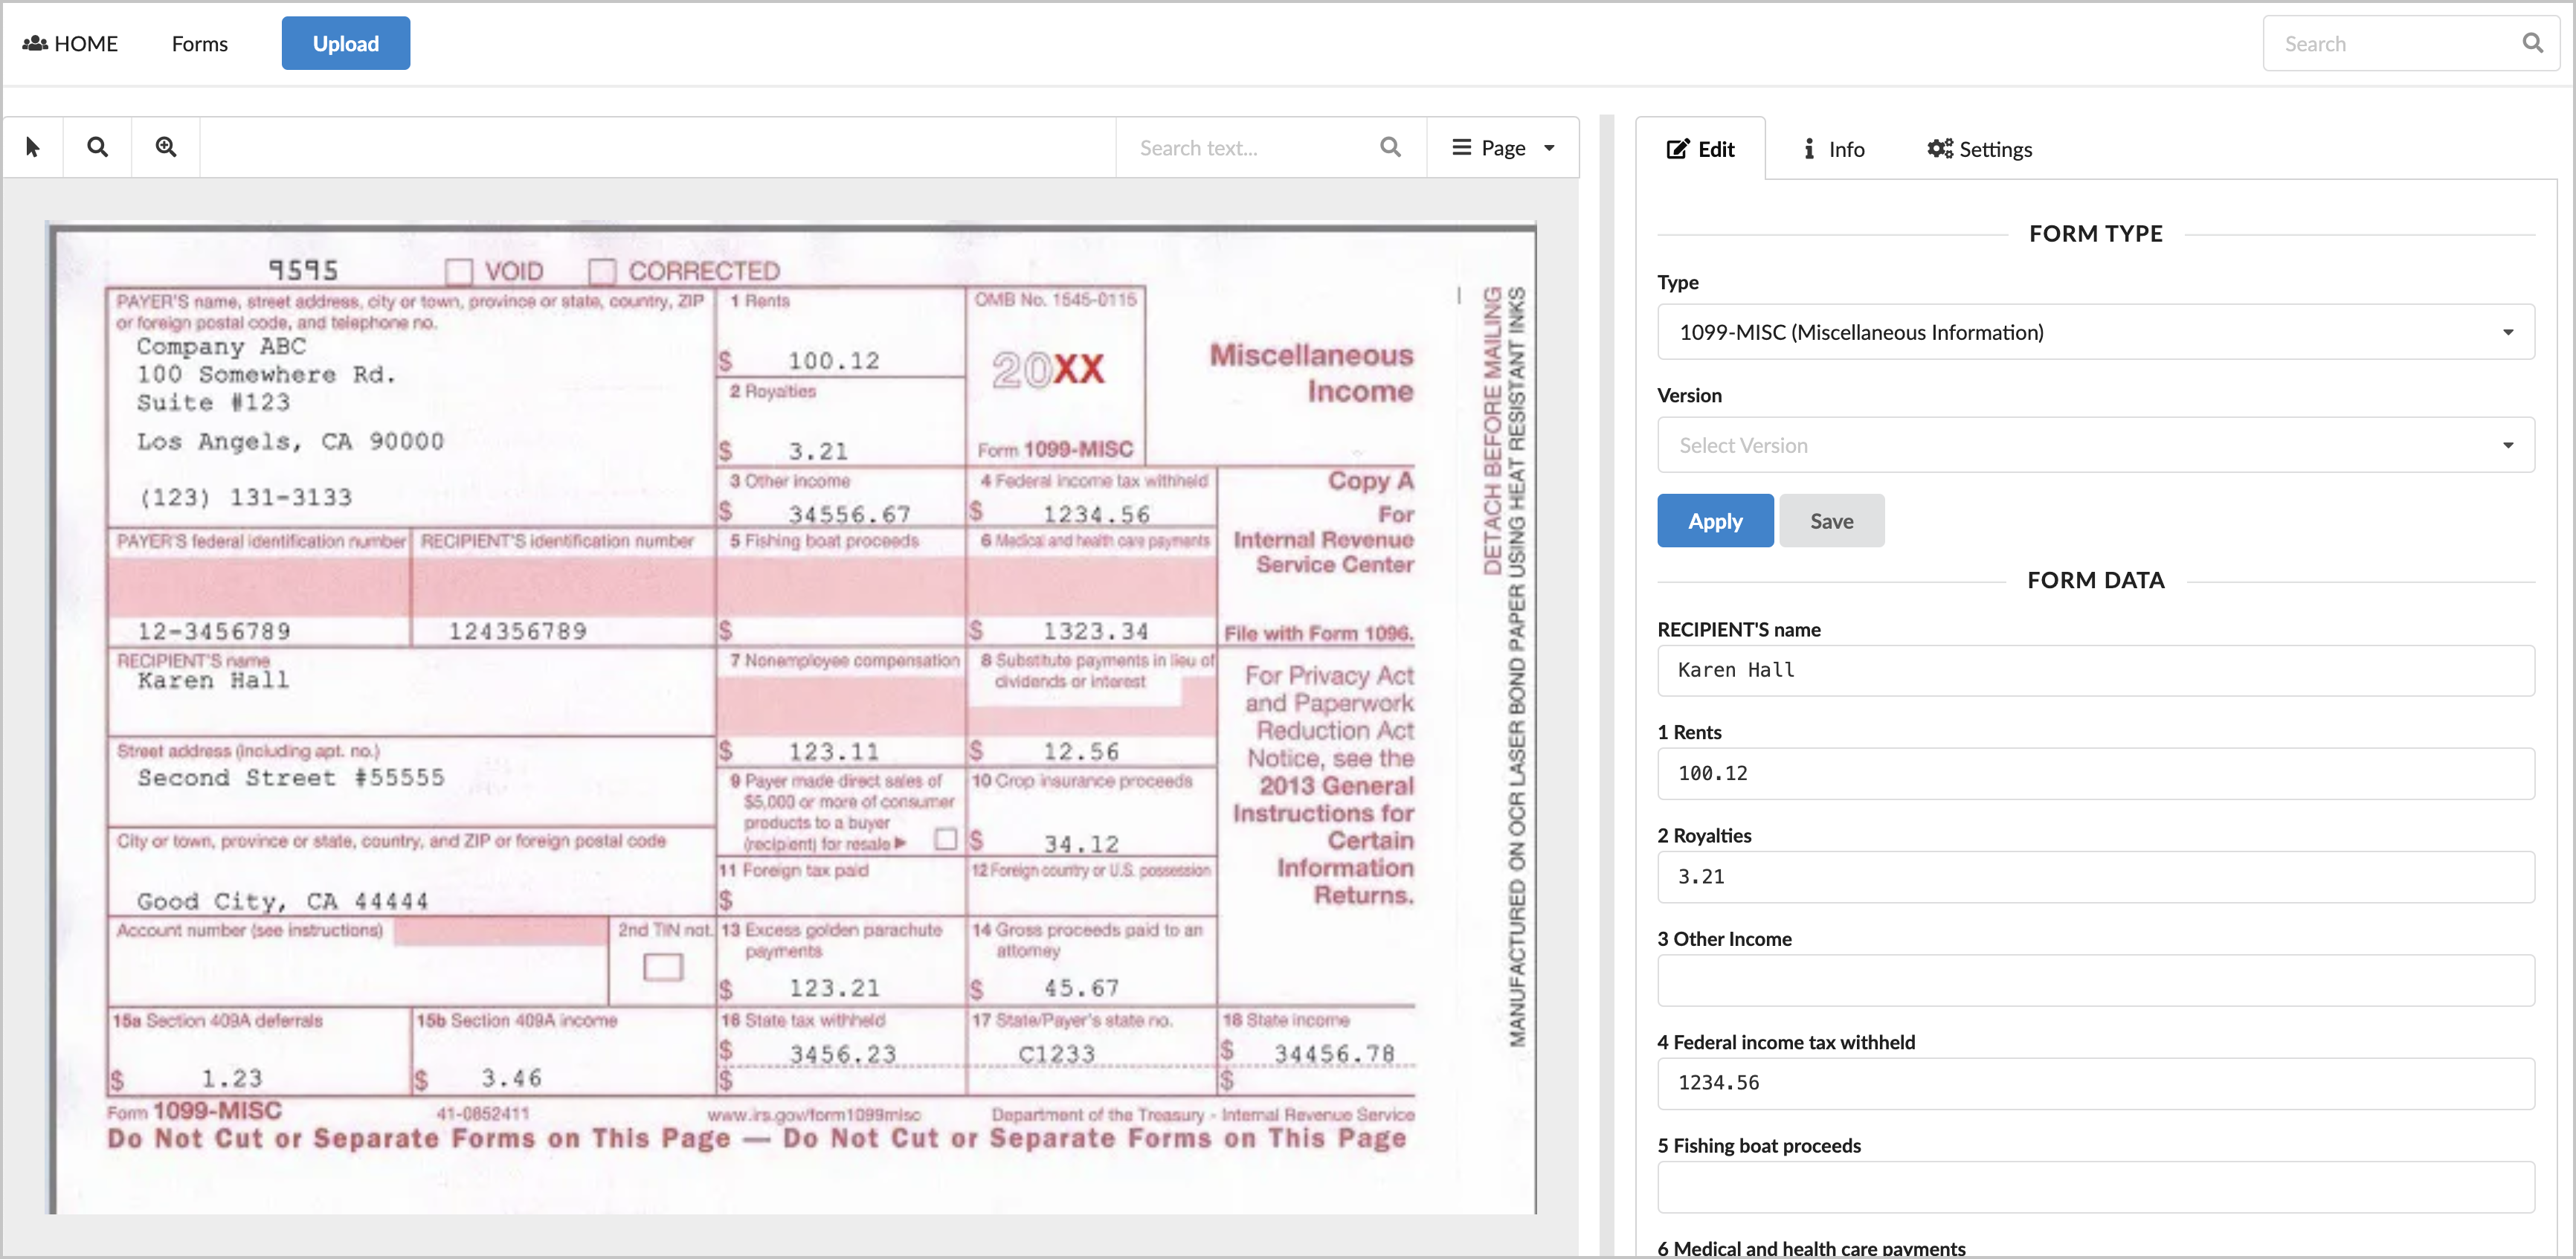 HOME
Forms
Upload
Search
Search text...
Page
Edit
Info
Settings
9595
VOID
CORRECTED
PAYER'S name, street address, city or town, province or state, country, ZIP
or foreign postal code, and telephone no.
Company ABC
100 Somewhere Rd.
Suite #123
Los Angels, CA 90000
(123) 131-3133
1 Rents
$ 100.12
2 Royalties
$ 3.21
OMB No. 1545-0115
20XX
Form 1099-MISC
Miscellaneous
Income
3 Other income
$ 34556.67
4 Federal income tax withheld
$ 1234.56
Copy A
For
Internal Revenue
Service Center
File with Form 1096.
PAYER'S federal identification number
12-3456789
RECIPIENT'S identification number
124356789
5 Fishing boat proceeds
$
6 Medical and health care payments
$ 1323.34
RECIPIENT'S name
Karen Hall
7 Nonemployee compensation
$ 123.11
8 Substitute payments in lieu of
dividends or interest
$ 12.56
For Privacy Act
and Paperwork
Reduction Act
Notice, see the
2013 General
Instructions for
Certain
Information
Returns.
Street address (including apt. no.)
Second Street #55555
9 Payer made direct sales of
$5,000 or more of consumer
products to a buyer
(recipient) for resale ▶
10 Crop insurance proceeds
$ 34.12
City or town, province or state, country, and ZIP or foreign postal code
Good City, CA 44444
11 Foreign tax paid
$
12 Foreign country or U.S. possession
Account number (see instructions)
2nd TIN not.
13 Excess golden parachute
payments
$ 123.21
14 Gross proceeds paid to an
attorney
$ 45.67
15a Section 409A deferrals
$ 1.23
15b Section 409A income
$ 3.46
16 State tax withheld
$ 3456.23
$
17 State/Payer's state no.
C1233
18 State income
$ 34456.78
$
Form 1099-MISC
41-0852411
www.irs.gov/form1099misc
Department of the Treasury - Internal Revenue Service
Do Not Cut or Separate Forms on This Page — Do Not Cut or Separate Forms on This Page
DETACH BEFORE MAILING
MANUFACTURED ON OCR LASER BOND PAPER USING HEAT RESISTANT INKS
FORM TYPE
Type
1099-MISC (Miscellaneous Information)
Version
Select Version
Apply
Save
FORM DATA
RECIPIENT'S name
Karen Hall
1 Rents
100.12
2 Royalties
3.21
3 Other Income
4 Federal income tax withheld
1234.56
5 Fishing boat proceeds
6 Medical and health care payments